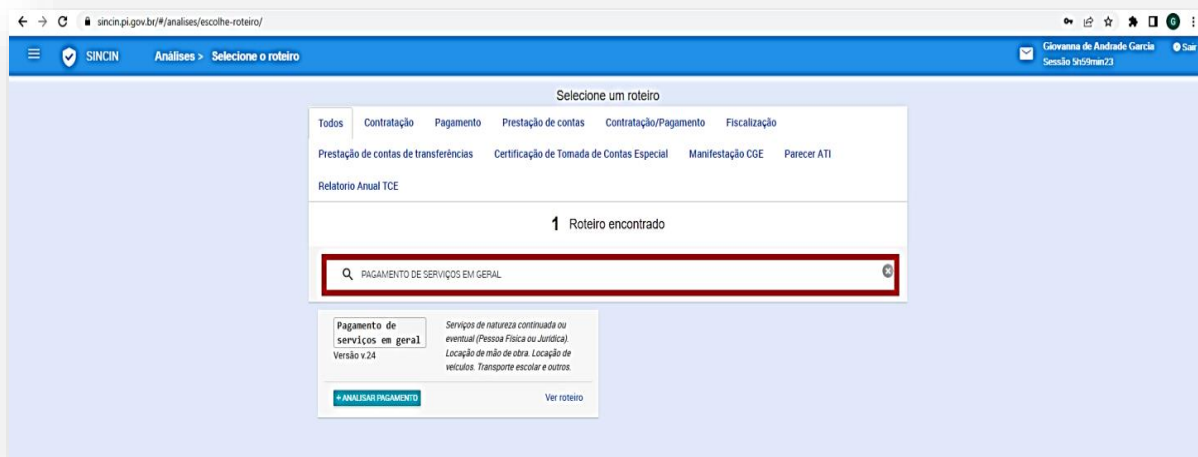 sincin.pi.gov.br/#/analises/escolhe-roteiro/
G
SINCIN
Análises > Selecione o roteiro
Giovanna de Andrade Garcia
Sair
Sessão 5h59min23
Selecione um roteiro
Todos Contratação Pagamento Prestação de contas Contratação/Pagamento Fiscalização
Prestação de contas de transferências Certificação de Tomada de Contas Especial Manifestação CGE Parecer ATI
Relatorio Anual TCE
1 Roteiro encontrado
PAGAMENTO DE SERVIÇOS EM GERAL
Pagamento de
serviços em geral
Versão v.24
Serviços de natureza continuada ou
eventual (Pessoa Física ou Jurídica).
Locação de mão de obra. Locação de
veículos. Transporte escolar e outros.
+ ANALISAR PAGAMENTO
Ver roteiro